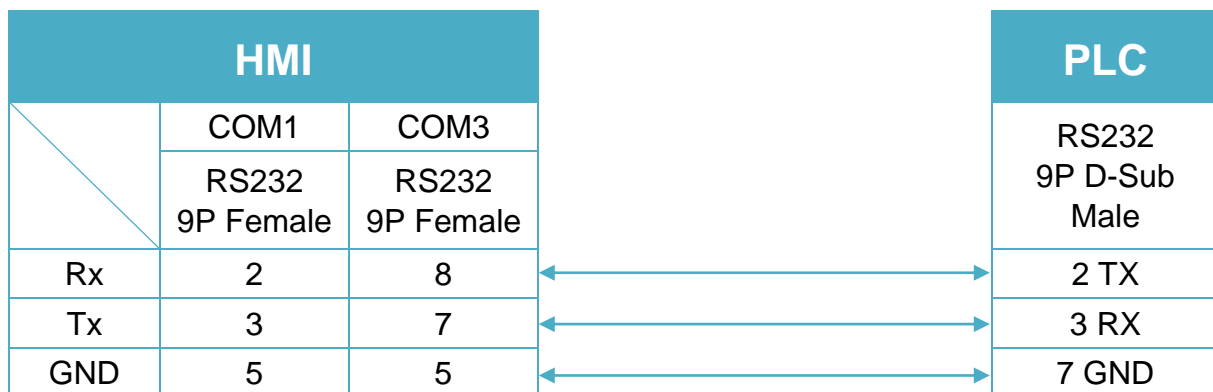 HMI
PLC
COM1 COM3
RS232
9P Female
RS232
9P Female
RS232
9P D-Sub
Male
Rx 2 8 2 TX
Tx 3 7 3 RX
GND 5 5 7 GND